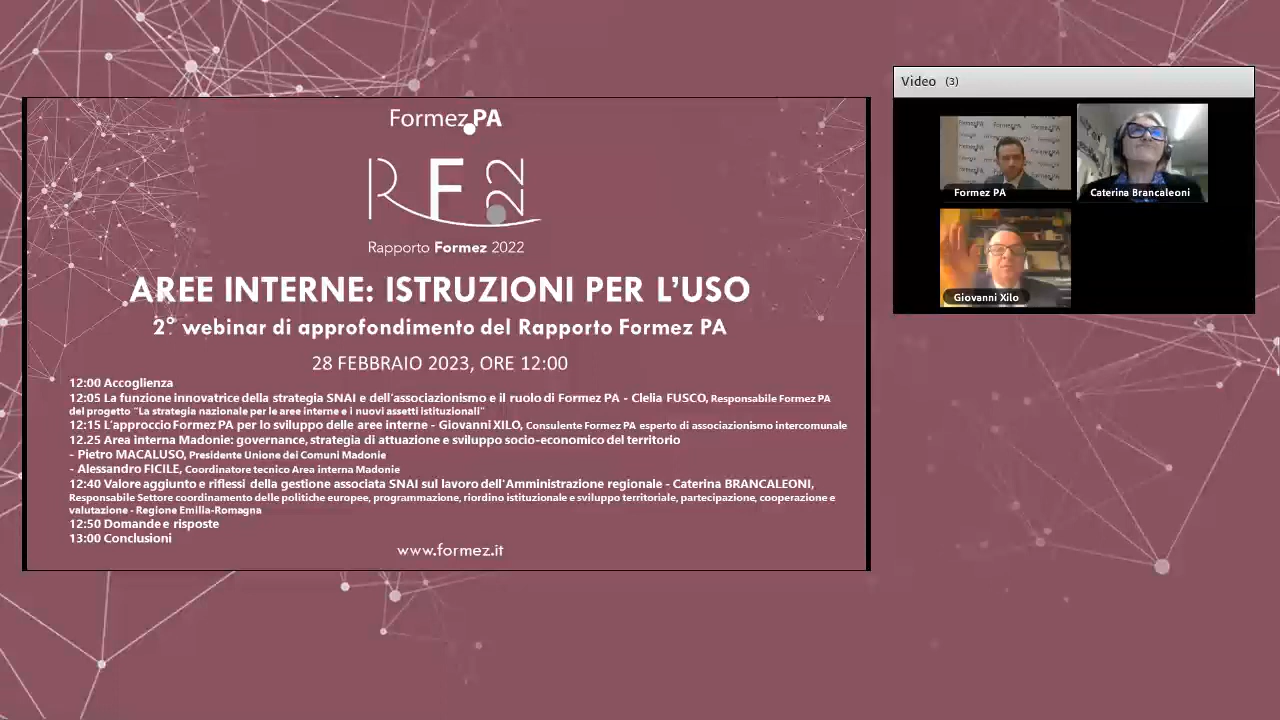 Formez PA
RF22
Rapporto Formez 2022
AREE INTERNE: ISTRUZIONI PER L'USO
2° webinar di approfondimento del Rapporto Formez PA
28 FEBBRAIO 2023, ORE 12:00
12:00 Accoglienza
12:05 La funzione innovatrice della strategia SNAI e dell'associazionismo e il ruolo di Formez PA - Clelia FUSCO, Responsabile Formez PA
del progetto "La strategia nazionale per le aree interne e i nuovi assetti istituzionali"
12:15 L'approccio Formez PA per lo sviluppo delle aree interne - Giovanni XILO, Consulente Formez PA esperto di associazionismo intercomunale
12.25 Area interna Madonie: governance, strategia di attuazione e sviluppo socio-economico del territorio
- Pietro MACALUSO, Presidente Unione dei Comuni Madonie
- Alessandro FICILE, Coordinatore tecnico Area interna Madonie
12:40 Valore aggiunto e riflessi della gestione associata SNAI sul lavoro dell'Amministrazione regionale - Caterina BRANCALEONI,
Responsabile Settore coordinamento delle politiche europee, programmazione, riordino istituzionale e sviluppo territoriale, partecipazione, cooperazione e
valutazione - Regione Emilia-Romagna
12:50 Domande e risposte
13:00 Conclusioni
www.formez.it
Video (3)
Formez PA
Caterina Brancaleoni
Giovanni Xilo